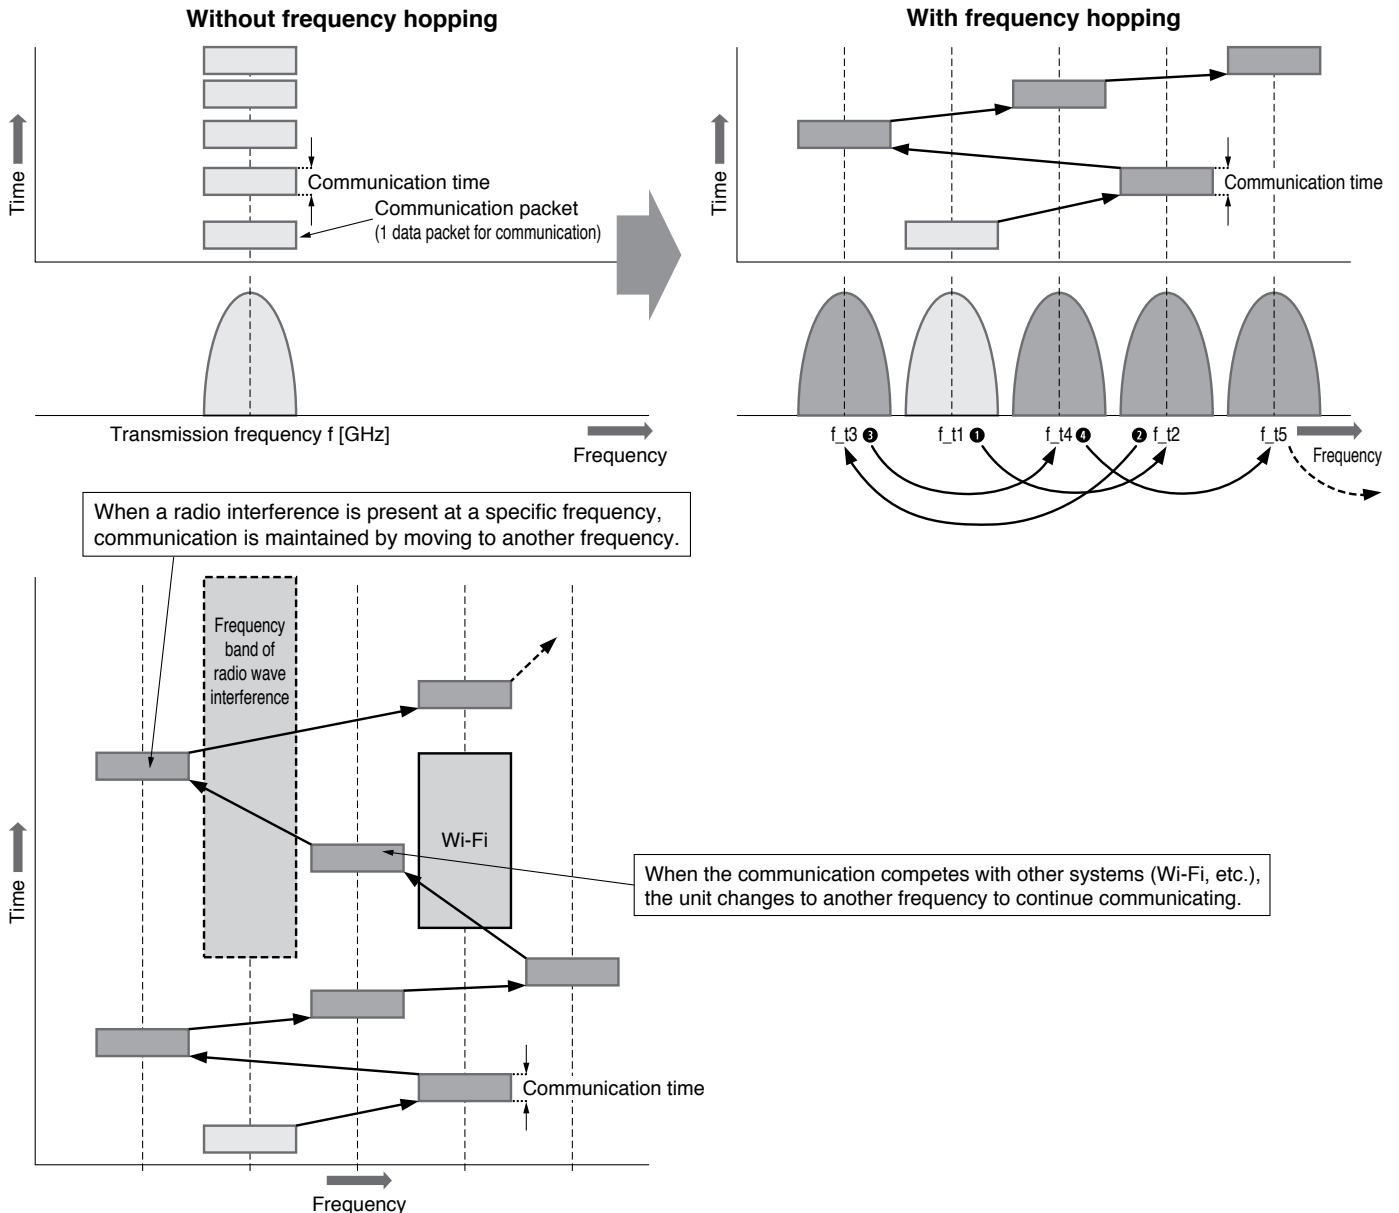 Without frequency hopping
Time
Communication time
Communication packet
(1 data packet for communication)
Transmission frequency f [GHz]
Frequency
With frequency hopping
Time
Communication time
f_t3 ❸ f_t1 ❶ f_t4 ❹ ❷ f_t2 f_t5
Frequency
When a radio interference is present at a specific frequency,
communication is maintained by moving to another frequency.
Frequency
band of
radio wave
interference
Wi-Fi
Time
When the communication competes with other systems (Wi-Fi, etc.),
the unit changes to another frequency to continue communicating.
Communication time
Frequency